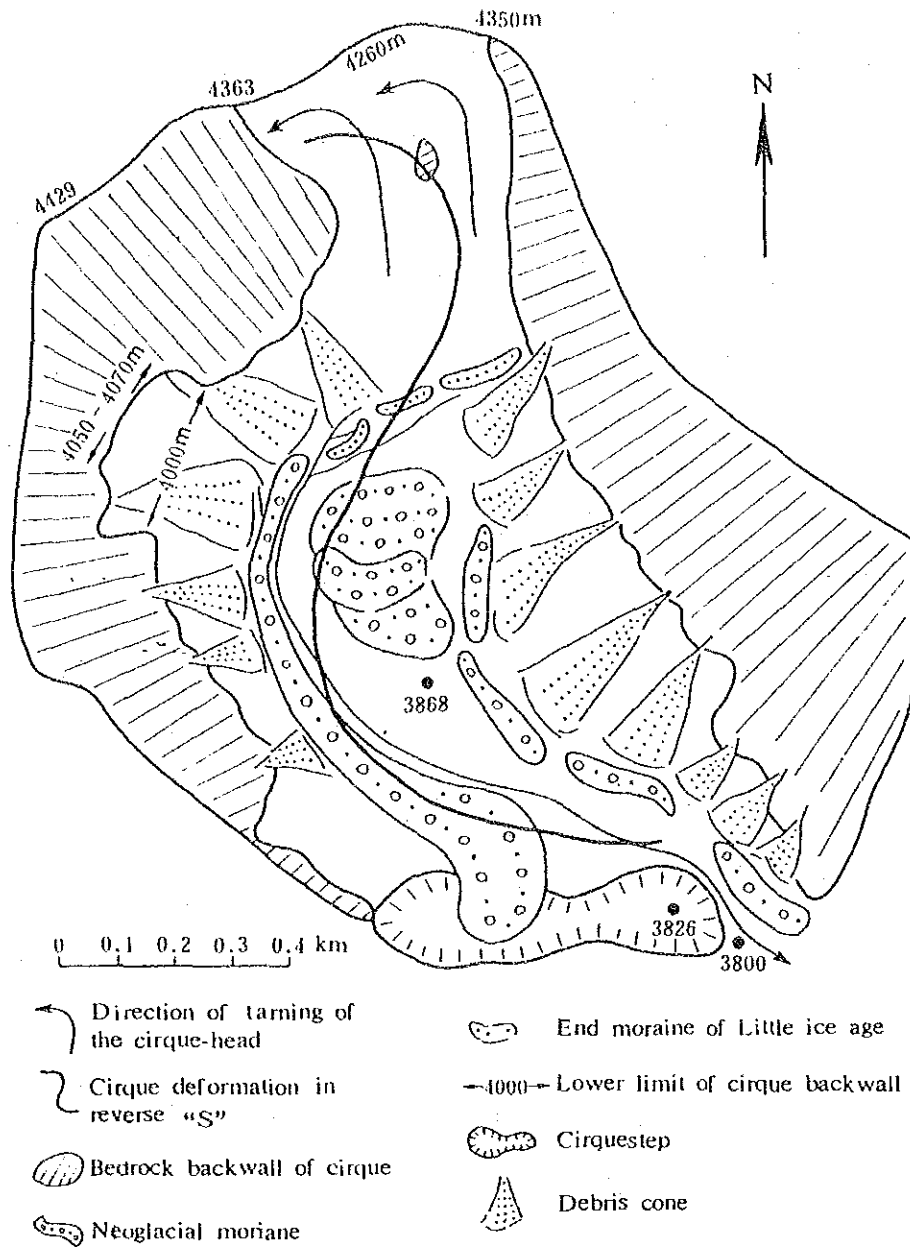 4350m
4260m
4363
N
4429
4050-4070m
4000m
3868
3826
3800
0 0.1 0.2 0.3 0.4 km
Direction of tarning of
the cirque-head
Cirque deformation in
reverse "S"
Bedrock backwall of cirque
Neoglacial moriane
End moraine of Little ice age
4000 Lower limit of cirque backwall
Cirquestep
Debris cone